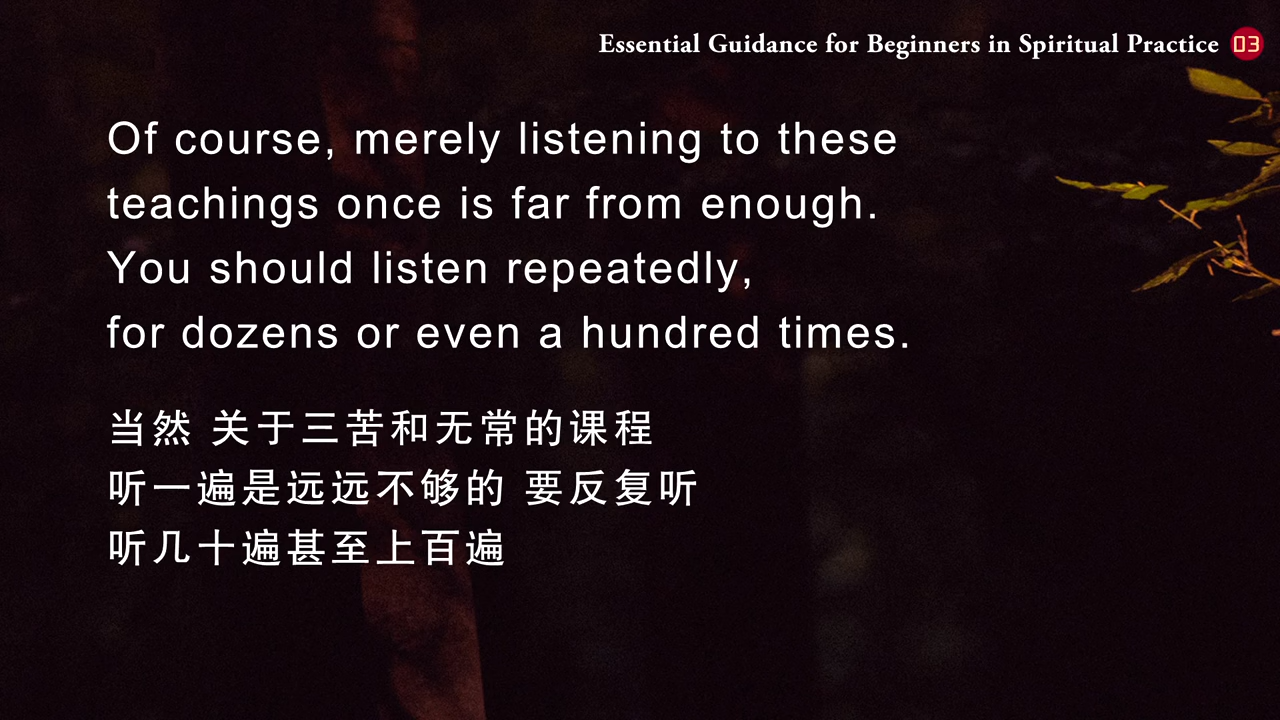 Essential Guidance for Beginners in Spiritual Practice 03
Of course, merely listening to these
teachings once is far from enough.
You should listen repeatedly,
for dozens or even a hundred times.
当然 关于三苦和无常的课程
听一遍是远远不够的 要反复听
听几十遍甚至上百遍